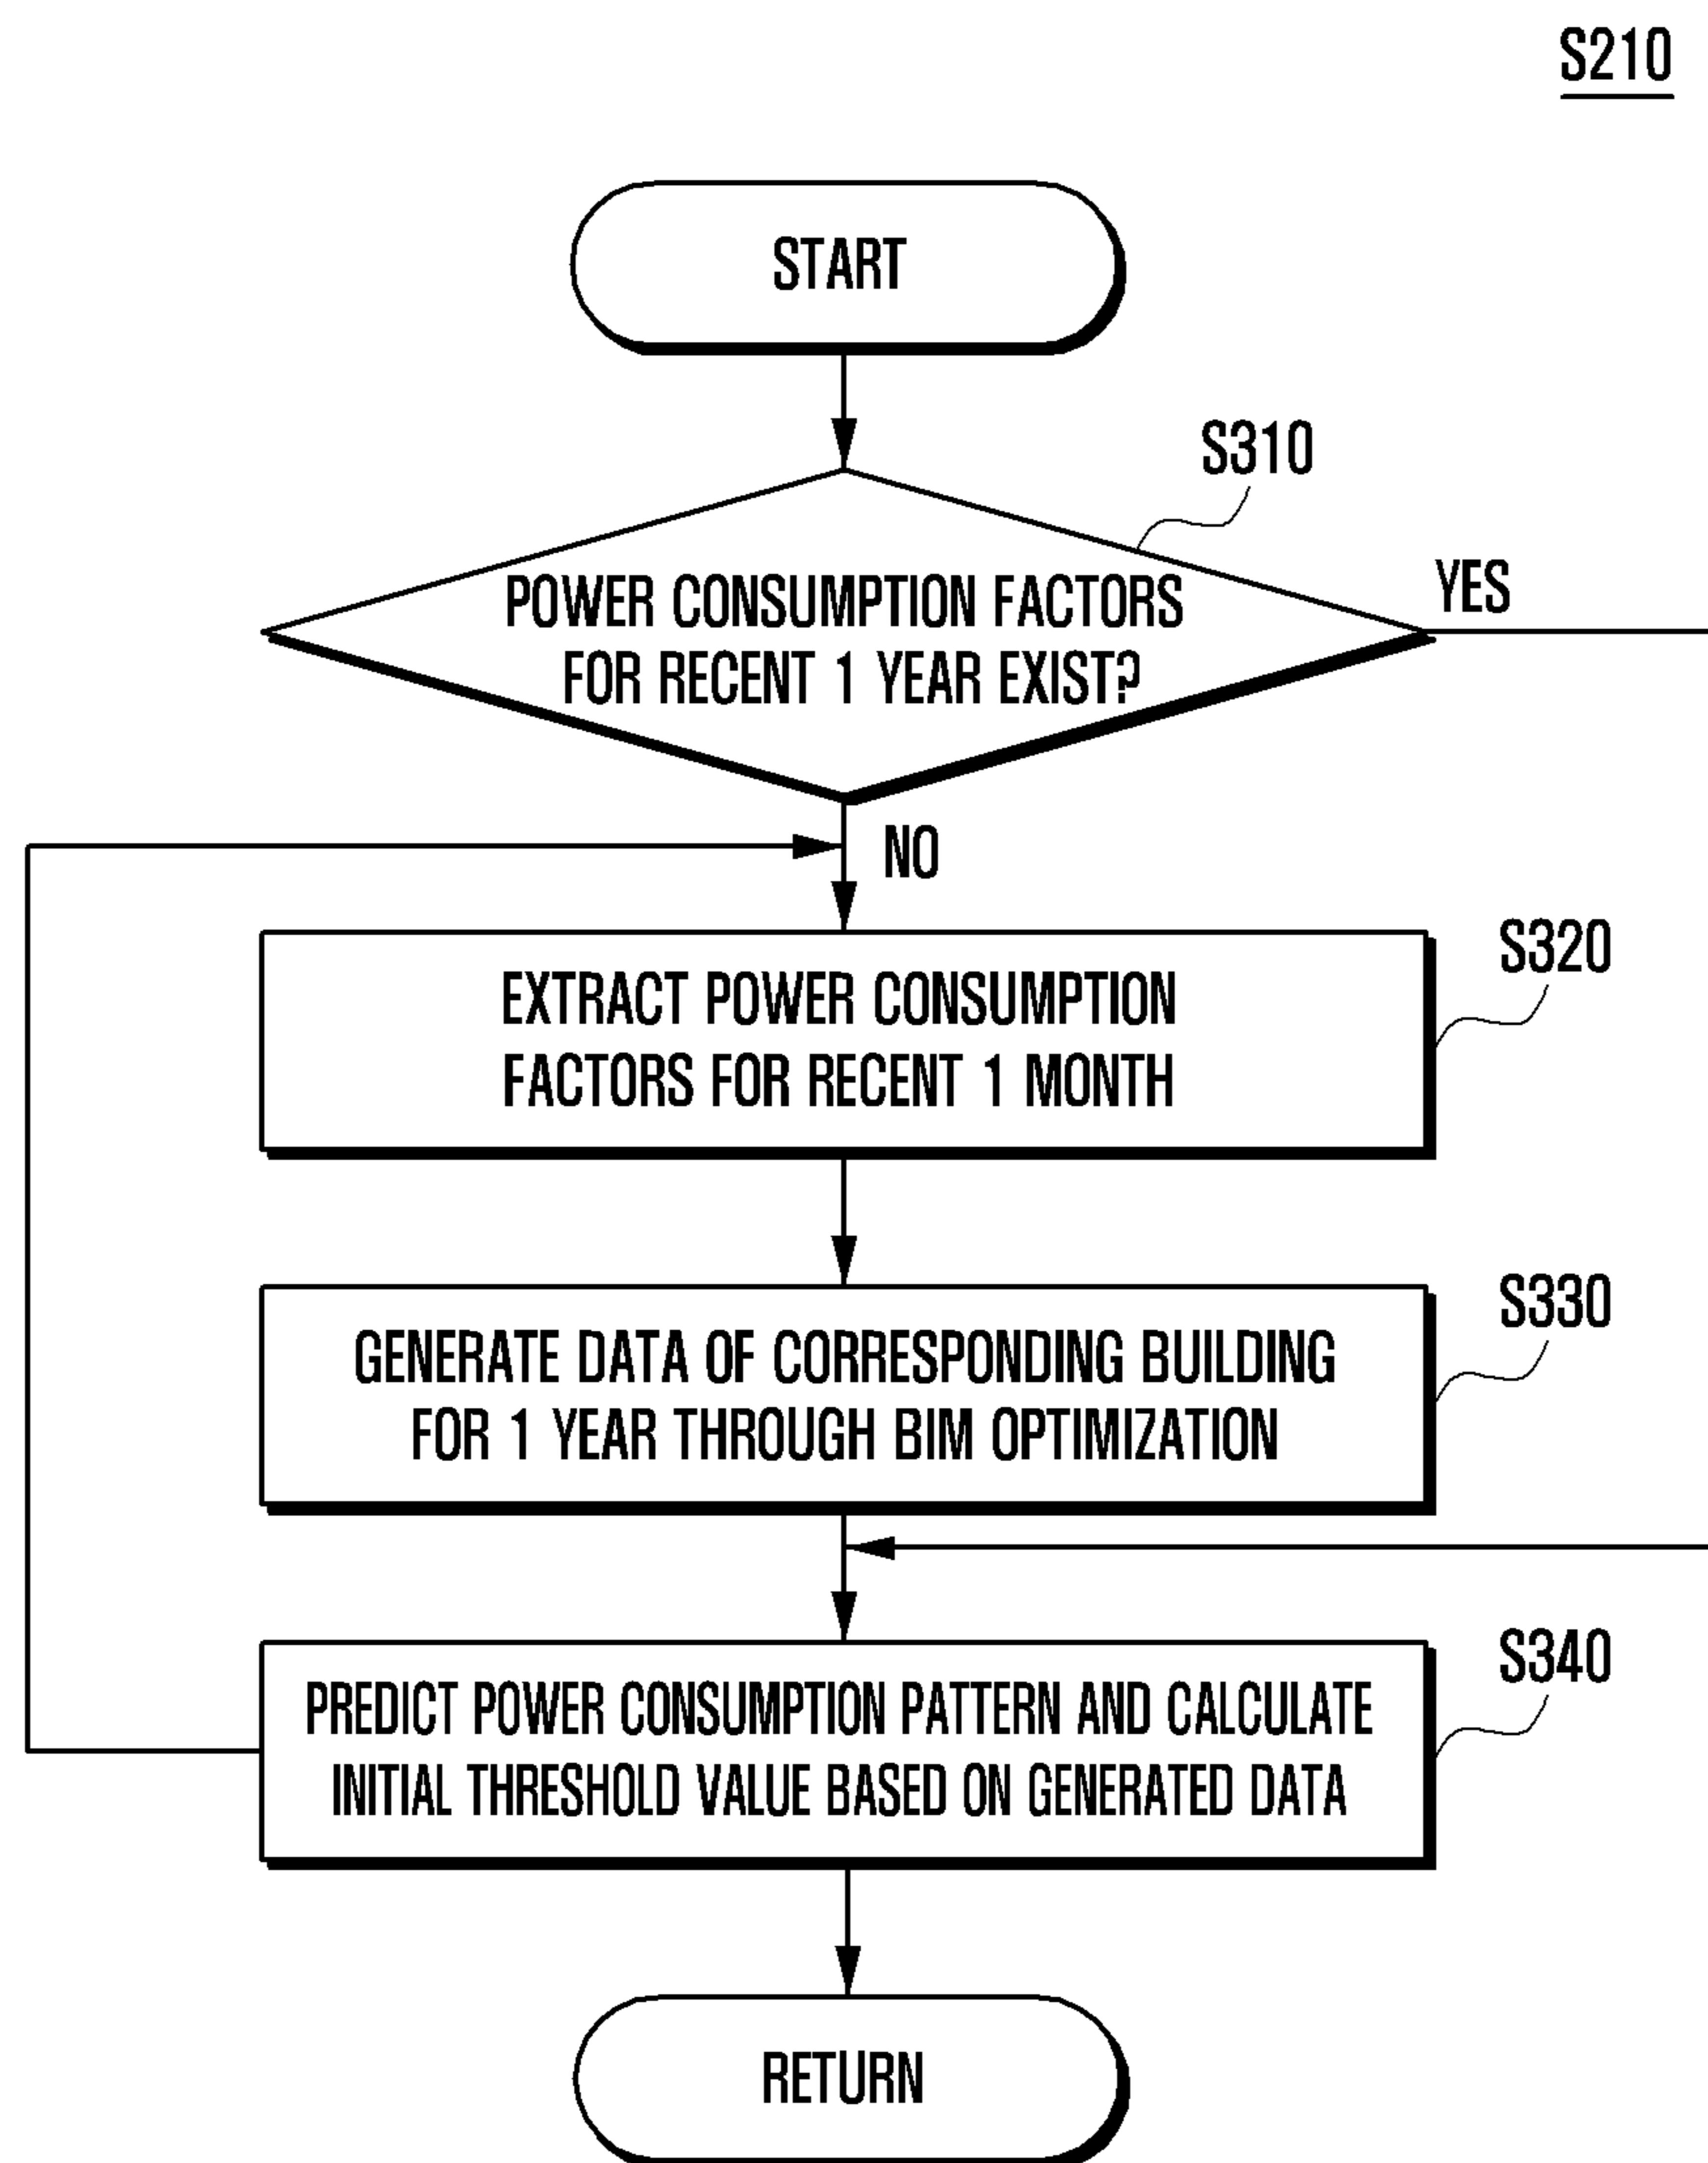 S210
START
S310
POWER CONSUMPTION FACTORS
FOR RECENT 1 YEAR EXIST?
YES
NO
S320
EXTRACT POWER CONSUMPTION
FACTORS FOR RECENT 1 MONTH
S330
GENERATE DATA OF CORRESPONDING BUILDING
FOR 1 YEAR THROUGH BIM OPTIMIZATION
S340
PREDICT POWER CONSUMPTION PATTERN AND CALCULATE
INITIAL THRESHOLD VALUE BASED ON GENERATED DATA
RETURN